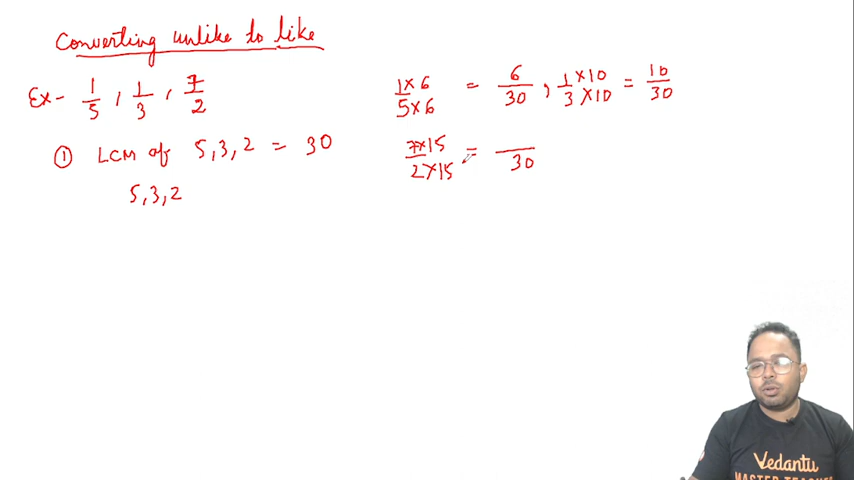 Converting unlike to like
Ex- 1/5, 1/3, 7/2
① LCM of 5,3,2 = 30
5,3,2
1×6/5×6 = 6/30, 1×10/3×10 = 10/30
7×15/2×15 = /30
Vedantu
MASTER TEACHER